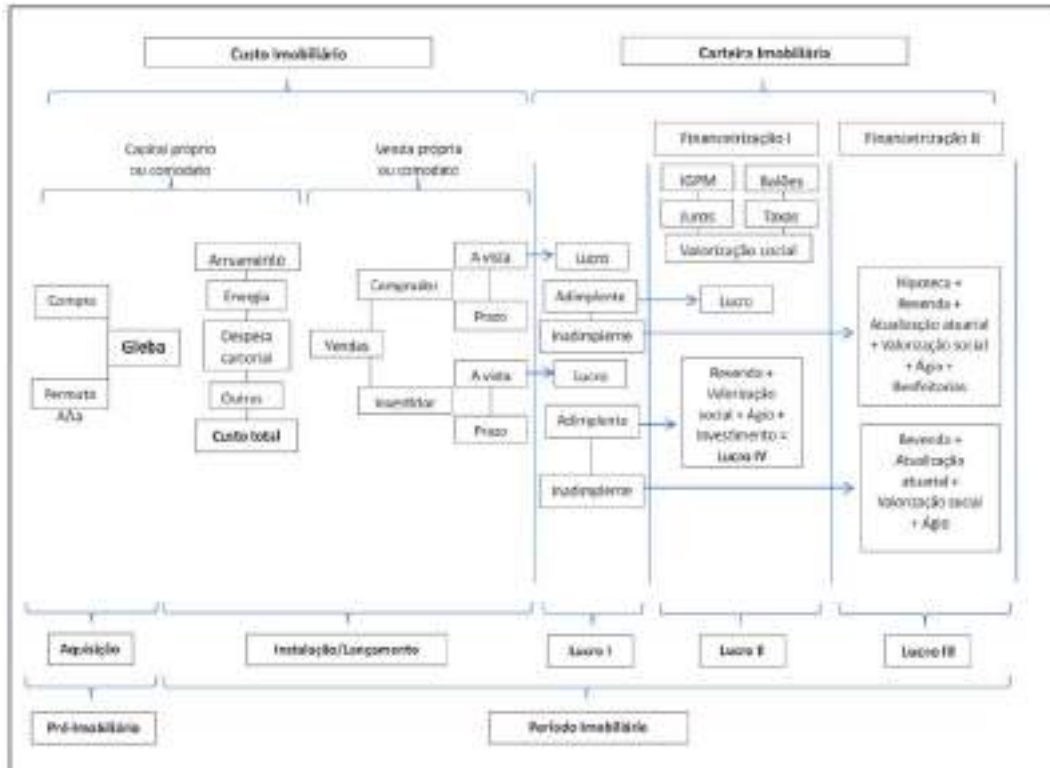 Custo Imobiliário
Carteira Imobiliária
Capital próprio
ou comodato
Venda própria
ou comodato
Financeirização I
Financeirização II
IGPM
Balões
Juros
Taxas
Valorização social
Compra
Gleba
Permuta
Arruamento
Energia
Despesa
cartorial
Outros
Custo total
Vendas
Comprador
A vista
Prazo
Investidor
A vista
Prazo
Lucro
Adimplente
Inadimplente
Lucro
Adimplente
Inadimplente
Lucro
Revenda +
Valorização
social + Ágio +
Investimento =
Lucro IV
Hipoteca +
Revenda +
Atualização atuarial
+ Valorização social
+ Ágio +
Benfeitorias
Revenda +
Atualização
atuarial +
Valorização social
+ Ágio
Aquisição
Instalação/Lançamento
Lucro I
Lucro II
Lucro III
Pré-Imobiliário
Período Imobiliário